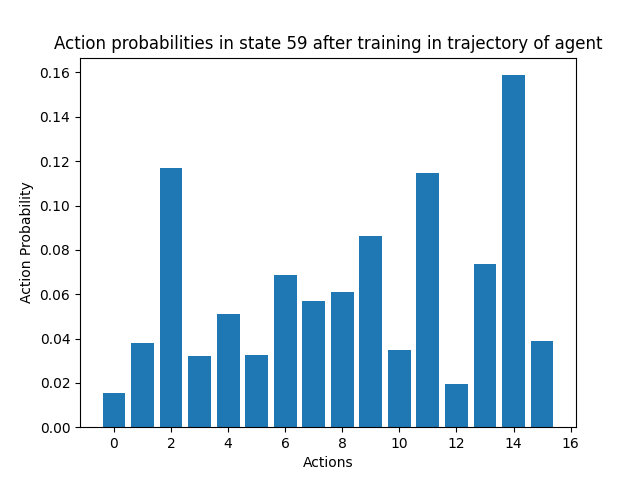 Action probabilities in state 59 after training in trajectory of agent
0.16
0.14
0.12
0.10
0.08
0.06
0.04
0.02
0.00
Action Probability
0 2 4 6 8 10 12 14 16
Actions